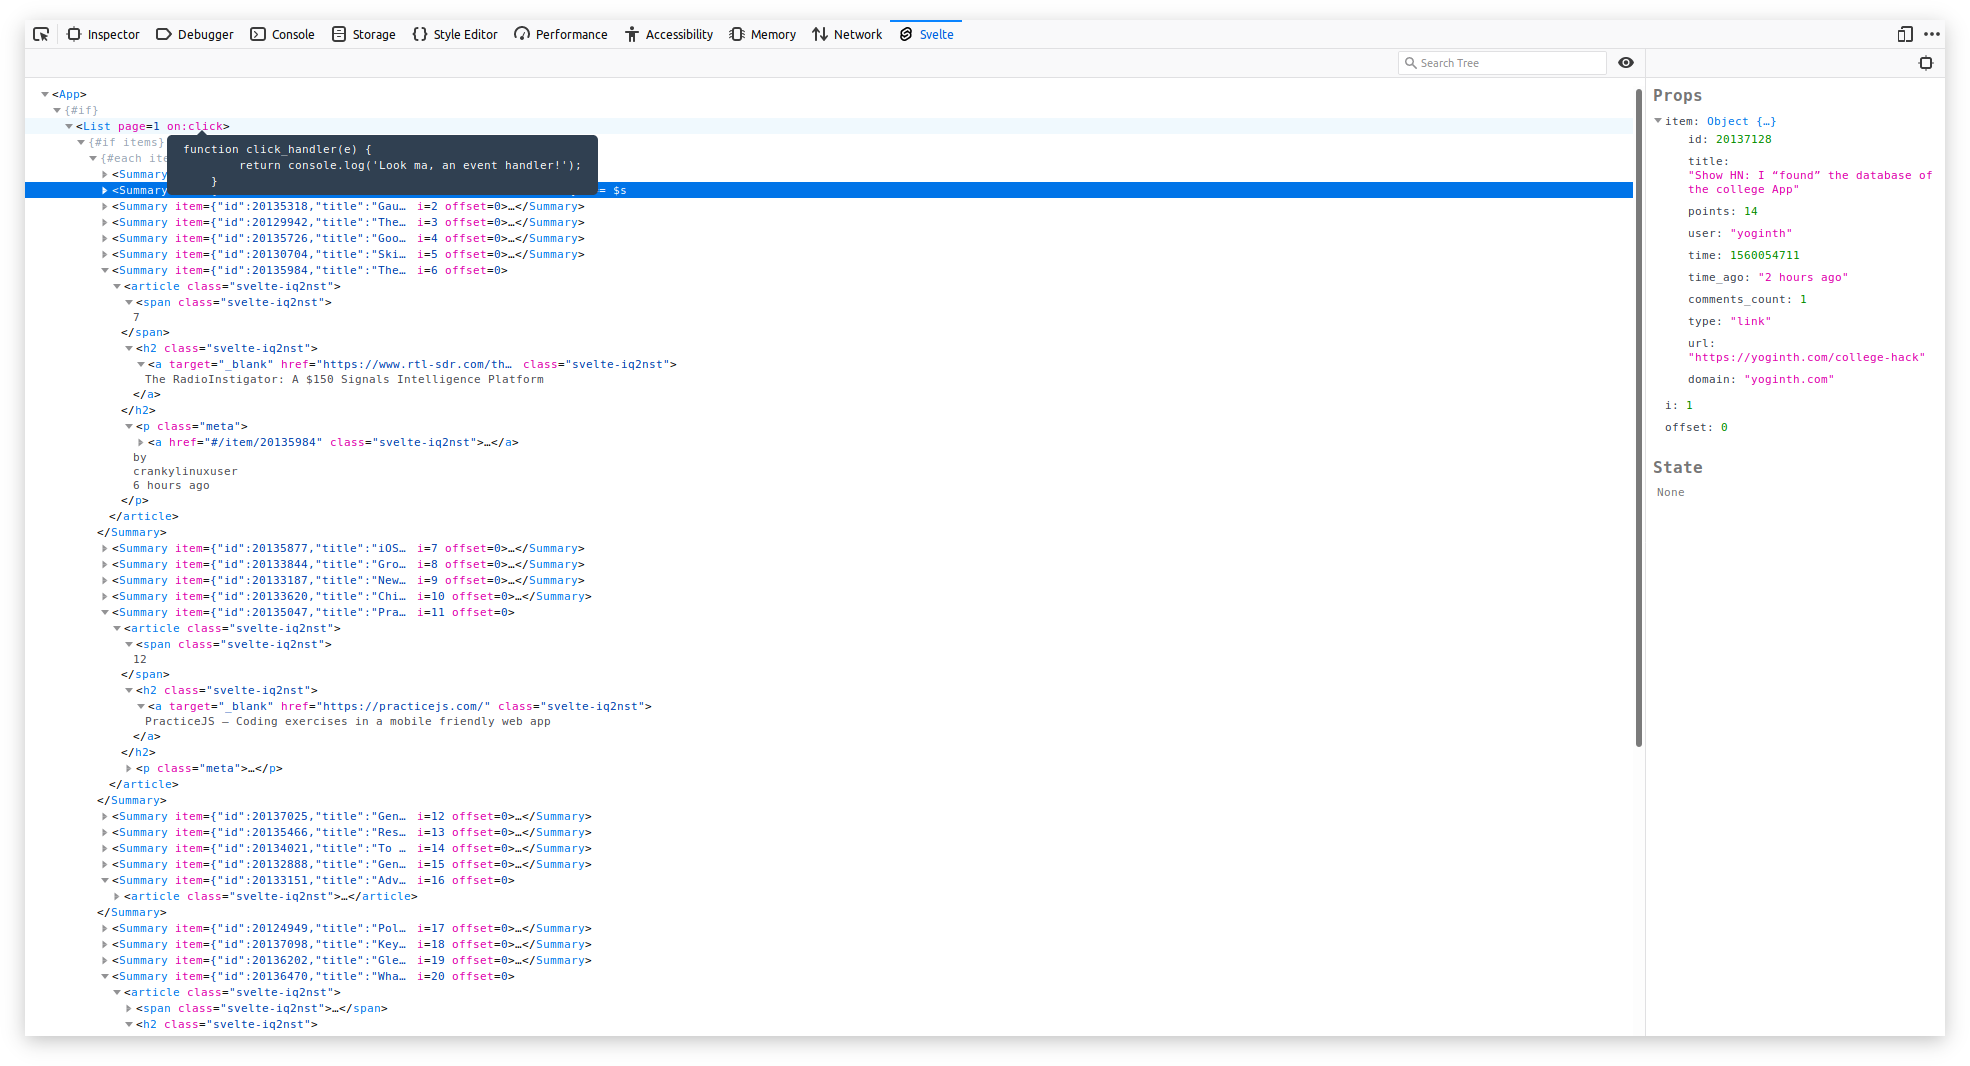 Inspector Debugger Console Storage Style Editor Performance Accessibility Memory Network Svelte
Search Tree
<App>
{#if}
<List page=1 on:click>
{#if items}
function click_handler(e) {
return console.log('Look ma, an event handler!');
}
{#each ite
<Summary
<Summary = $s
<Summary item={"id":20135318,"title":"Gau… i=2 offset=0>…</Summary>
<Summary item={"id":20129942,"title":"The… i=3 offset=0>…</Summary>
<Summary item={"id":20135726,"title":"Goo… i=4 offset=0>…</Summary>
<Summary item={"id":20130704,"title":"Ski… i=5 offset=0>…</Summary>
<Summary item={"id":20135984,"title":"The… i=6 offset=0>
<article class="svelte-iq2nst">
<span class="svelte-iq2nst">
7
</span>
<h2 class="svelte-iq2nst">
<a target="_blank" href="https://www.rtl-sdr.com/th… class="svelte-iq2nst">
The RadioInstigator: A $150 Signals Intelligence Platform
</a>
</h2>
<p class="meta">
<a href="#/item/20135984" class="svelte-iq2nst">…</a>
by
crankylinuxuser
6 hours ago
</p>
</article>
</Summary>
<Summary item={"id":20135877,"title":"iOS… i=7 offset=0>…</Summary>
<Summary item={"id":20133844,"title":"Gro… i=8 offset=0>…</Summary>
<Summary item={"id":20133187,"title":"New… i=9 offset=0>…</Summary>
<Summary item={"id":20133620,"title":"Chi… i=10 offset=0>…</Summary>
<Summary item={"id":20135047,"title":"Pra… i=11 offset=0>
<article class="svelte-iq2nst">
<span class="svelte-iq2nst">
12
</span>
<h2 class="svelte-iq2nst">
<a target="_blank" href="https://practicejs.com/" class="svelte-iq2nst">
PracticeJS – Coding exercises in a mobile friendly web app
</a>
</h2>
<p class="meta">…</p>
</article>
</Summary>
<Summary item={"id":20137025,"title":"Gen… i=12 offset=0>…</Summary>
<Summary item={"id":20135466,"title":"Res… i=13 offset=0>…</Summary>
<Summary item={"id":20134021,"title":"To … i=14 offset=0>…</Summary>
<Summary item={"id":20132888,"title":"Gen… i=15 offset=0>…</Summary>
<Summary item={"id":20133151,"title":"Adv… i=16 offset=0>
<article class="svelte-iq2nst">…</article>
</Summary>
<Summary item={"id":20124949,"title":"Pol… i=17 offset=0>…</Summary>
<Summary item={"id":20137098,"title":"Key… i=18 offset=0>…</Summary>
<Summary item={"id":20136202,"title":"Gle… i=19 offset=0>…</Summary>
<Summary item={"id":20136470,"title":"Wha… i=20 offset=0>
<article class="svelte-iq2nst">
<span class="svelte-iq2nst">…</span>
<h2 class="svelte-iq2nst">
Props
item: Object {…}
id: 20137128
title:
"Show HN: I “found” the database of
the college App"
points: 14
user: "yoginth"
time: 1560054711
time_ago: "2 hours ago"
comments_count: 1
type: "link"
url:
"https://yoginth.com/college-hack"
domain: "yoginth.com"
i: 1
offset: 0
State
None